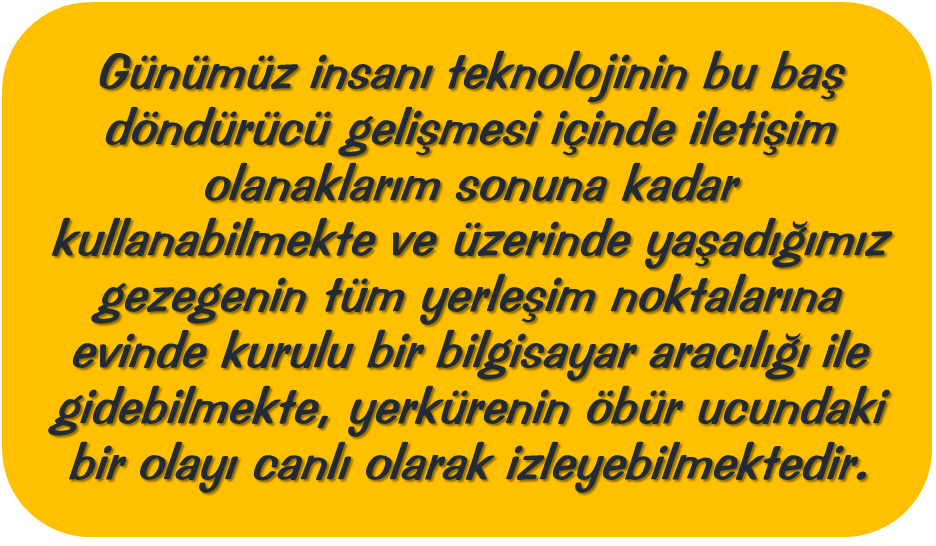 Günümüz insanı teknolojinin bu baş
döndürücü gelişmesi içinde iletişim
olanaklarım sonuna kadar
kullanabilmekte ve üzerinde yaşadığımız
gezegenin tüm yerleşim noktalarına
evinde kurulu bir bilgisayar aracılığı ile
gidebilmekte, yerkürenin öbür ucundaki
bir olayı canlı olarak izleyebilmektedir.